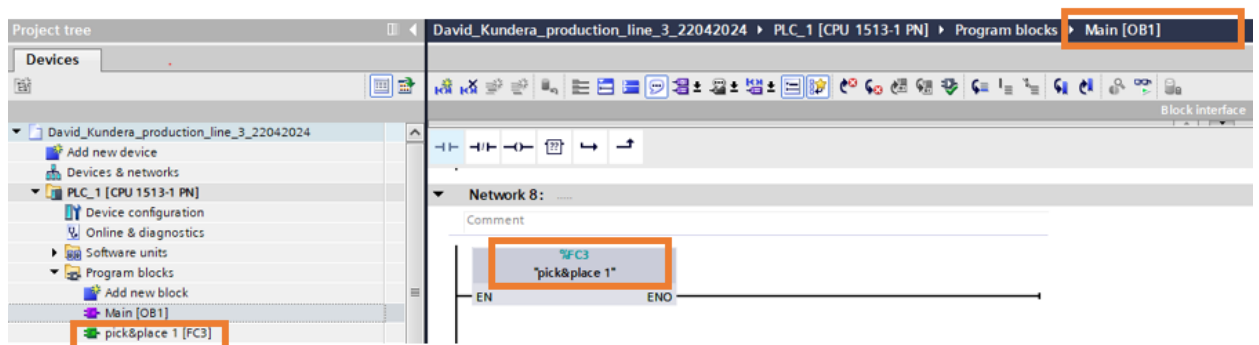 Project tree
Devices
David_Kundera_production_line_3_22042024
Add new device
Devices & networks
PLC_1 [CPU 1513-1 PN]
Device configuration
Online & diagnostics
Software units
Program blocks
Add new block
Main [OB1]
pick&place 1 [FC3]
David_Kundera_production_line_3_22042024 ▸ PLC_1 [CPU 1513-1 PN] ▸ Program blocks ▸ Main [OB1]
Block interface
??
Network 8: .....
Comment
%FC3
"pick&place 1"
EN ENO